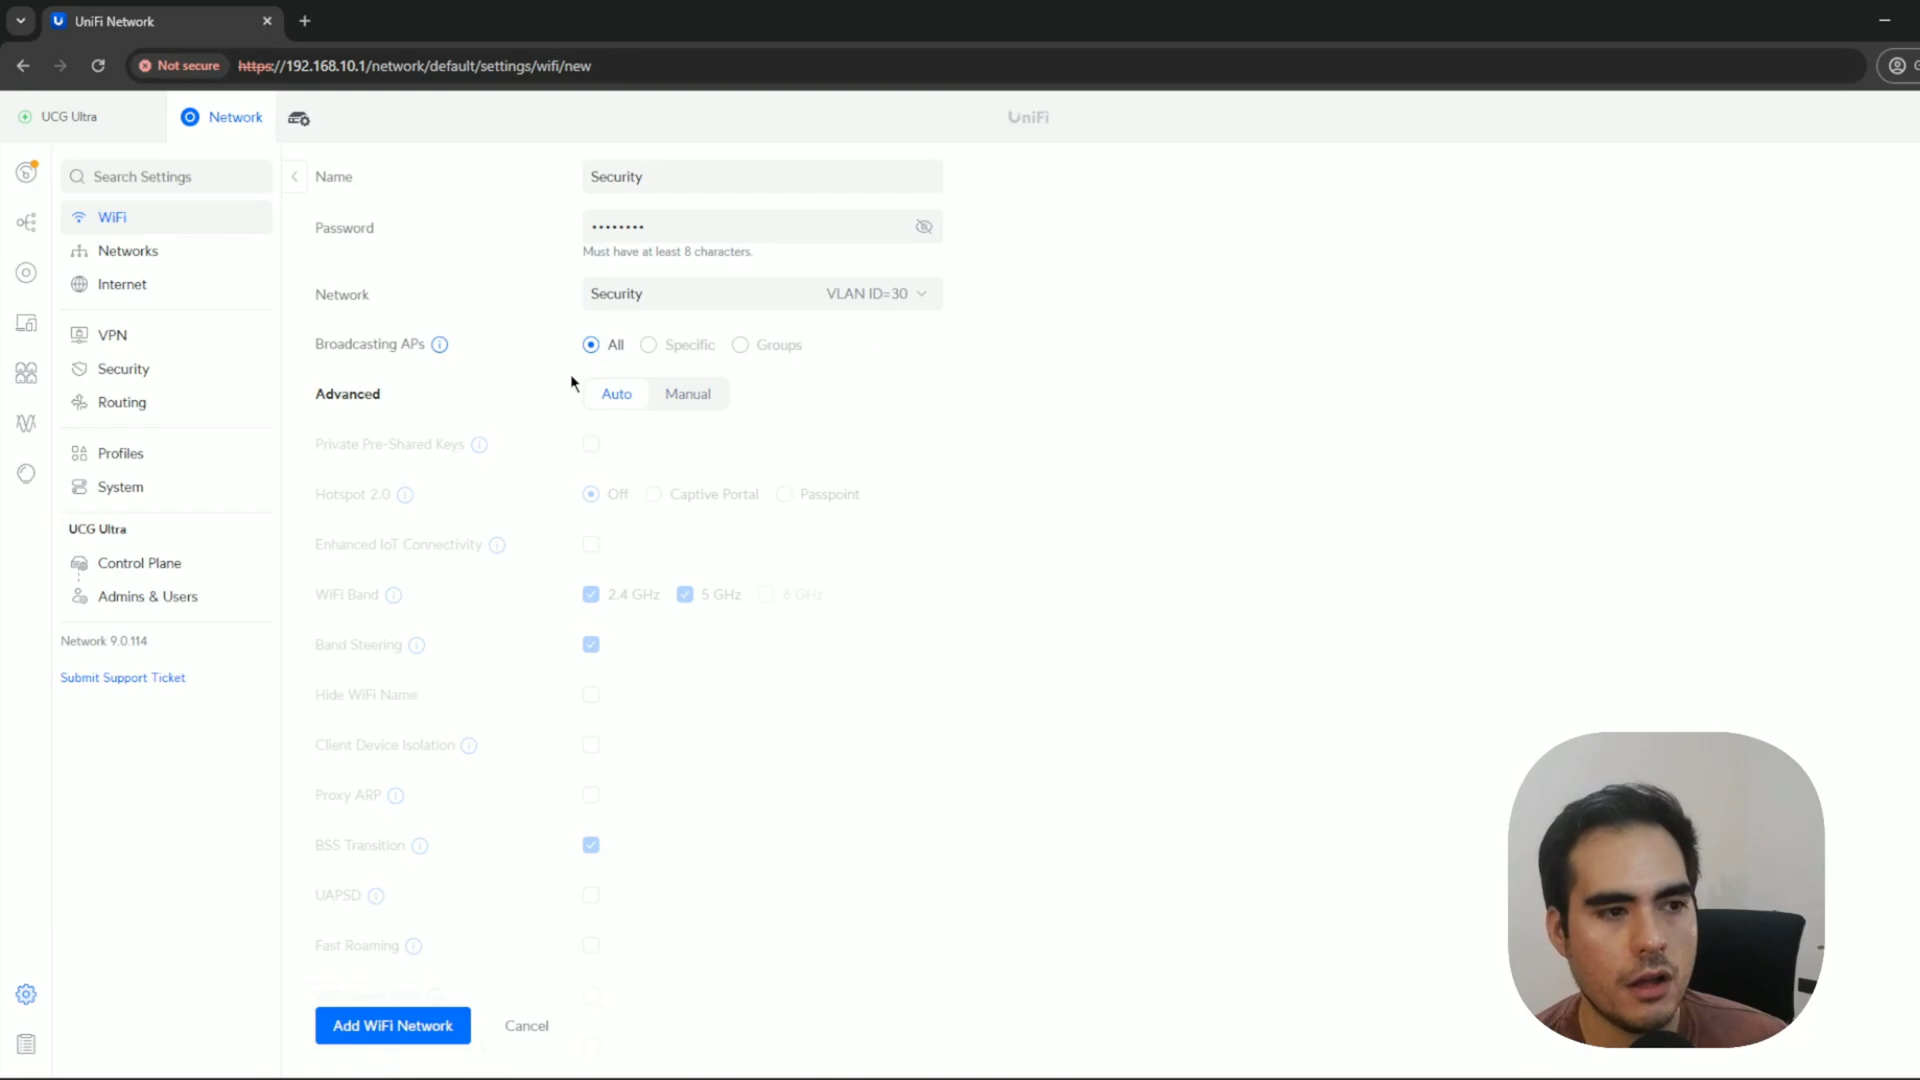 UniFi Network
Not secure https://192.168.10.1/network/default/settings/wifi/new
UCG Ultra
Network
UniFi
Search Settings
WiFi
Networks
Internet
VPN
Security
Routing
Profiles
System
UCG Ultra
Control Plane
Admins & Users
Network 9.0.114
Submit Support Ticket
Name Security
Password ••••••••
Must have at least 8 characters.
Network Security VLAN ID=30
Broadcasting APs All Specific Groups
Advanced Auto Manual
Private Pre-Shared Keys
Hotspot 2.0 Off Captive Portal Passpoint
Enhanced IoT Connectivity
WiFi Band 2.4 GHz 5 GHz 6 GHz
Band Steering
Hide WiFi Name
Client Device Isolation
Proxy ARP
BSS Transition
UAPSD
Fast Roaming
Add WiFi Network Cancel